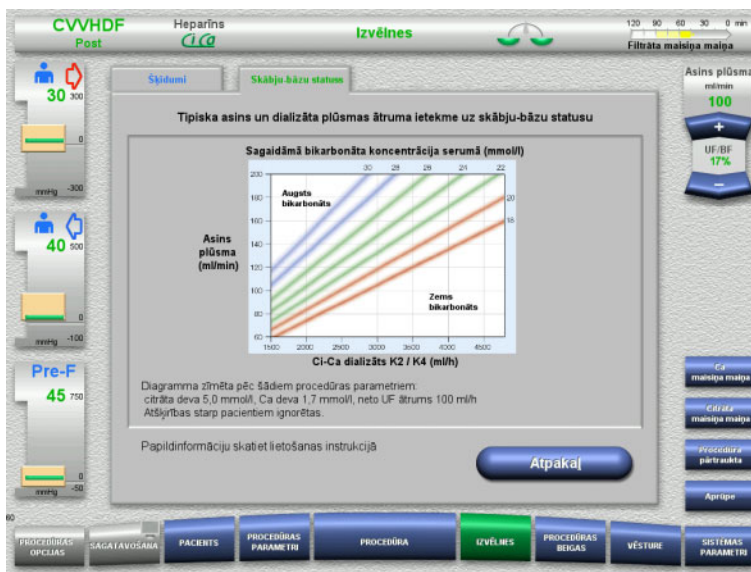 CVVHDF
Post
Heparīns
Ci Ca
Izvēlnes
120 90 60 30 0 min
Filtrāta maisiņa maiņa
30 300
0
mmHg -300
40 500
0
mmHg -100
Pre-F
45 750
0
mmHg -50
Šķīdumi
Skābju-bāzu statuss
Tipiska asins un dializāta plūsmas ātruma ietekme uz skābju-bāzu statusu
Sagaidāmā bikarbonāta koncentrācija serumā (mmol/l)
30 28 26 24 22
200
180
160
140
120
100
80
60
20
18
Augsts
bikarbonāts
Asins
plūsma
(ml/min)
Zems
bikarbonāts
1500 2000 2500 3000 3500 4000 4500
Ci-Ca dializāts K2 / K4 (ml/h)
Diagramma zīmēta pēc šādiem procedūras parametriem:
citrāta deva 5,0 mmol/l, Ca deva 1,7 mmol/l, neto UF ātrums 100 ml/h
Atšķirības starp pacientiem ignorētas.
Papildinformāciju skatiet lietošanas instrukcijā
Atpakaļ
Asins plūsma
ml/min
100
+
UF/BF
17%
−
Ca
maisiņa maiņa
Citrāta
maisiņa maiņa
Procedūra
pārtraukta
Aprūpe
60
PROCEDŪRAS
OPCIJAS
SAGATAVOŠANA
PACIENTS
PROCEDŪRAS
PARAMETRI
PROCEDŪRA
IZVĒLNES
PROCEDŪRAS
BEIGAS
VĒSTURE
SISTĒMAS
PARAMETRI